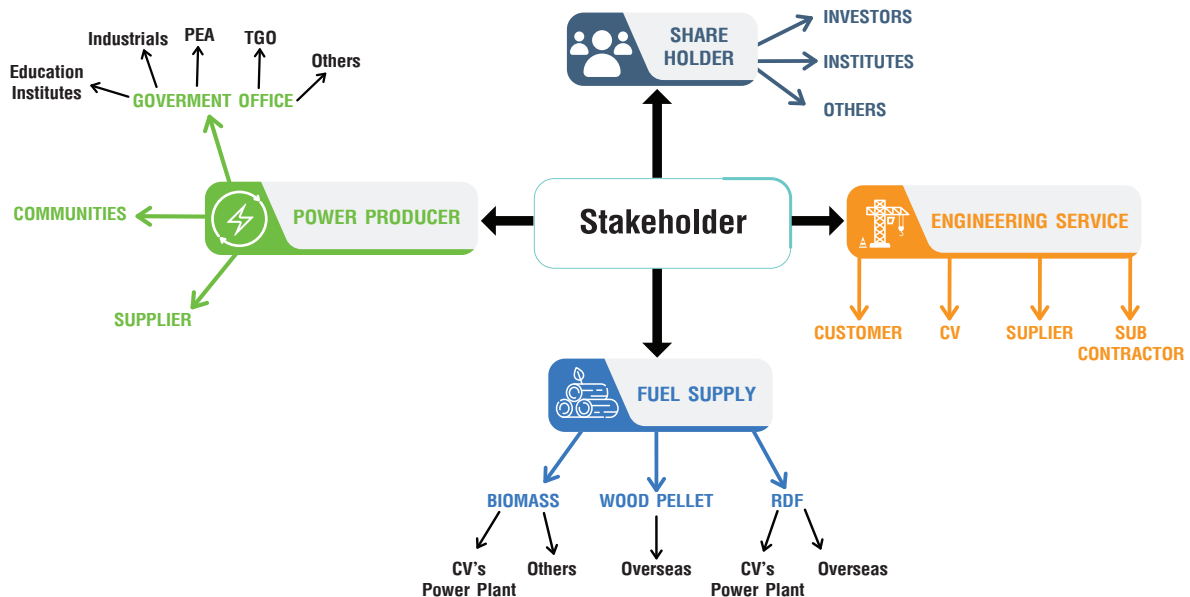 INVESTORS
SHARE
HOLDER
INSTITUTES
OTHERS
Industrials
PEA
TGO
Others
Education
Institutes
GOVERMENT OFFICE
COMMUNITIES
POWER PRODUCER
SUPPLIER
Stakeholder
ENGINEERING SERVICE
CUSTOMER
CV
SUPLIER
SUB
CONTRACTOR
FUEL SUPPLY
BIOMASS
WOOD PELLET
RDF
CV's
Power Plant
Others
Overseas
CV's
Power Plant
Overseas